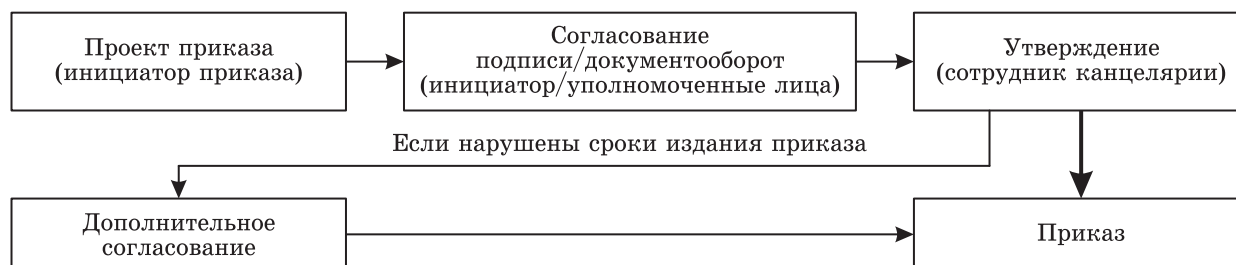 Проект приказа
(инициатор приказа)
Согласование
подписи/документооборот
(инициатор/уполномоченные лица)
Утверждение
(сотрудник канцелярии)
Если нарушены сроки издания приказа
Дополнительное
согласование
Приказ